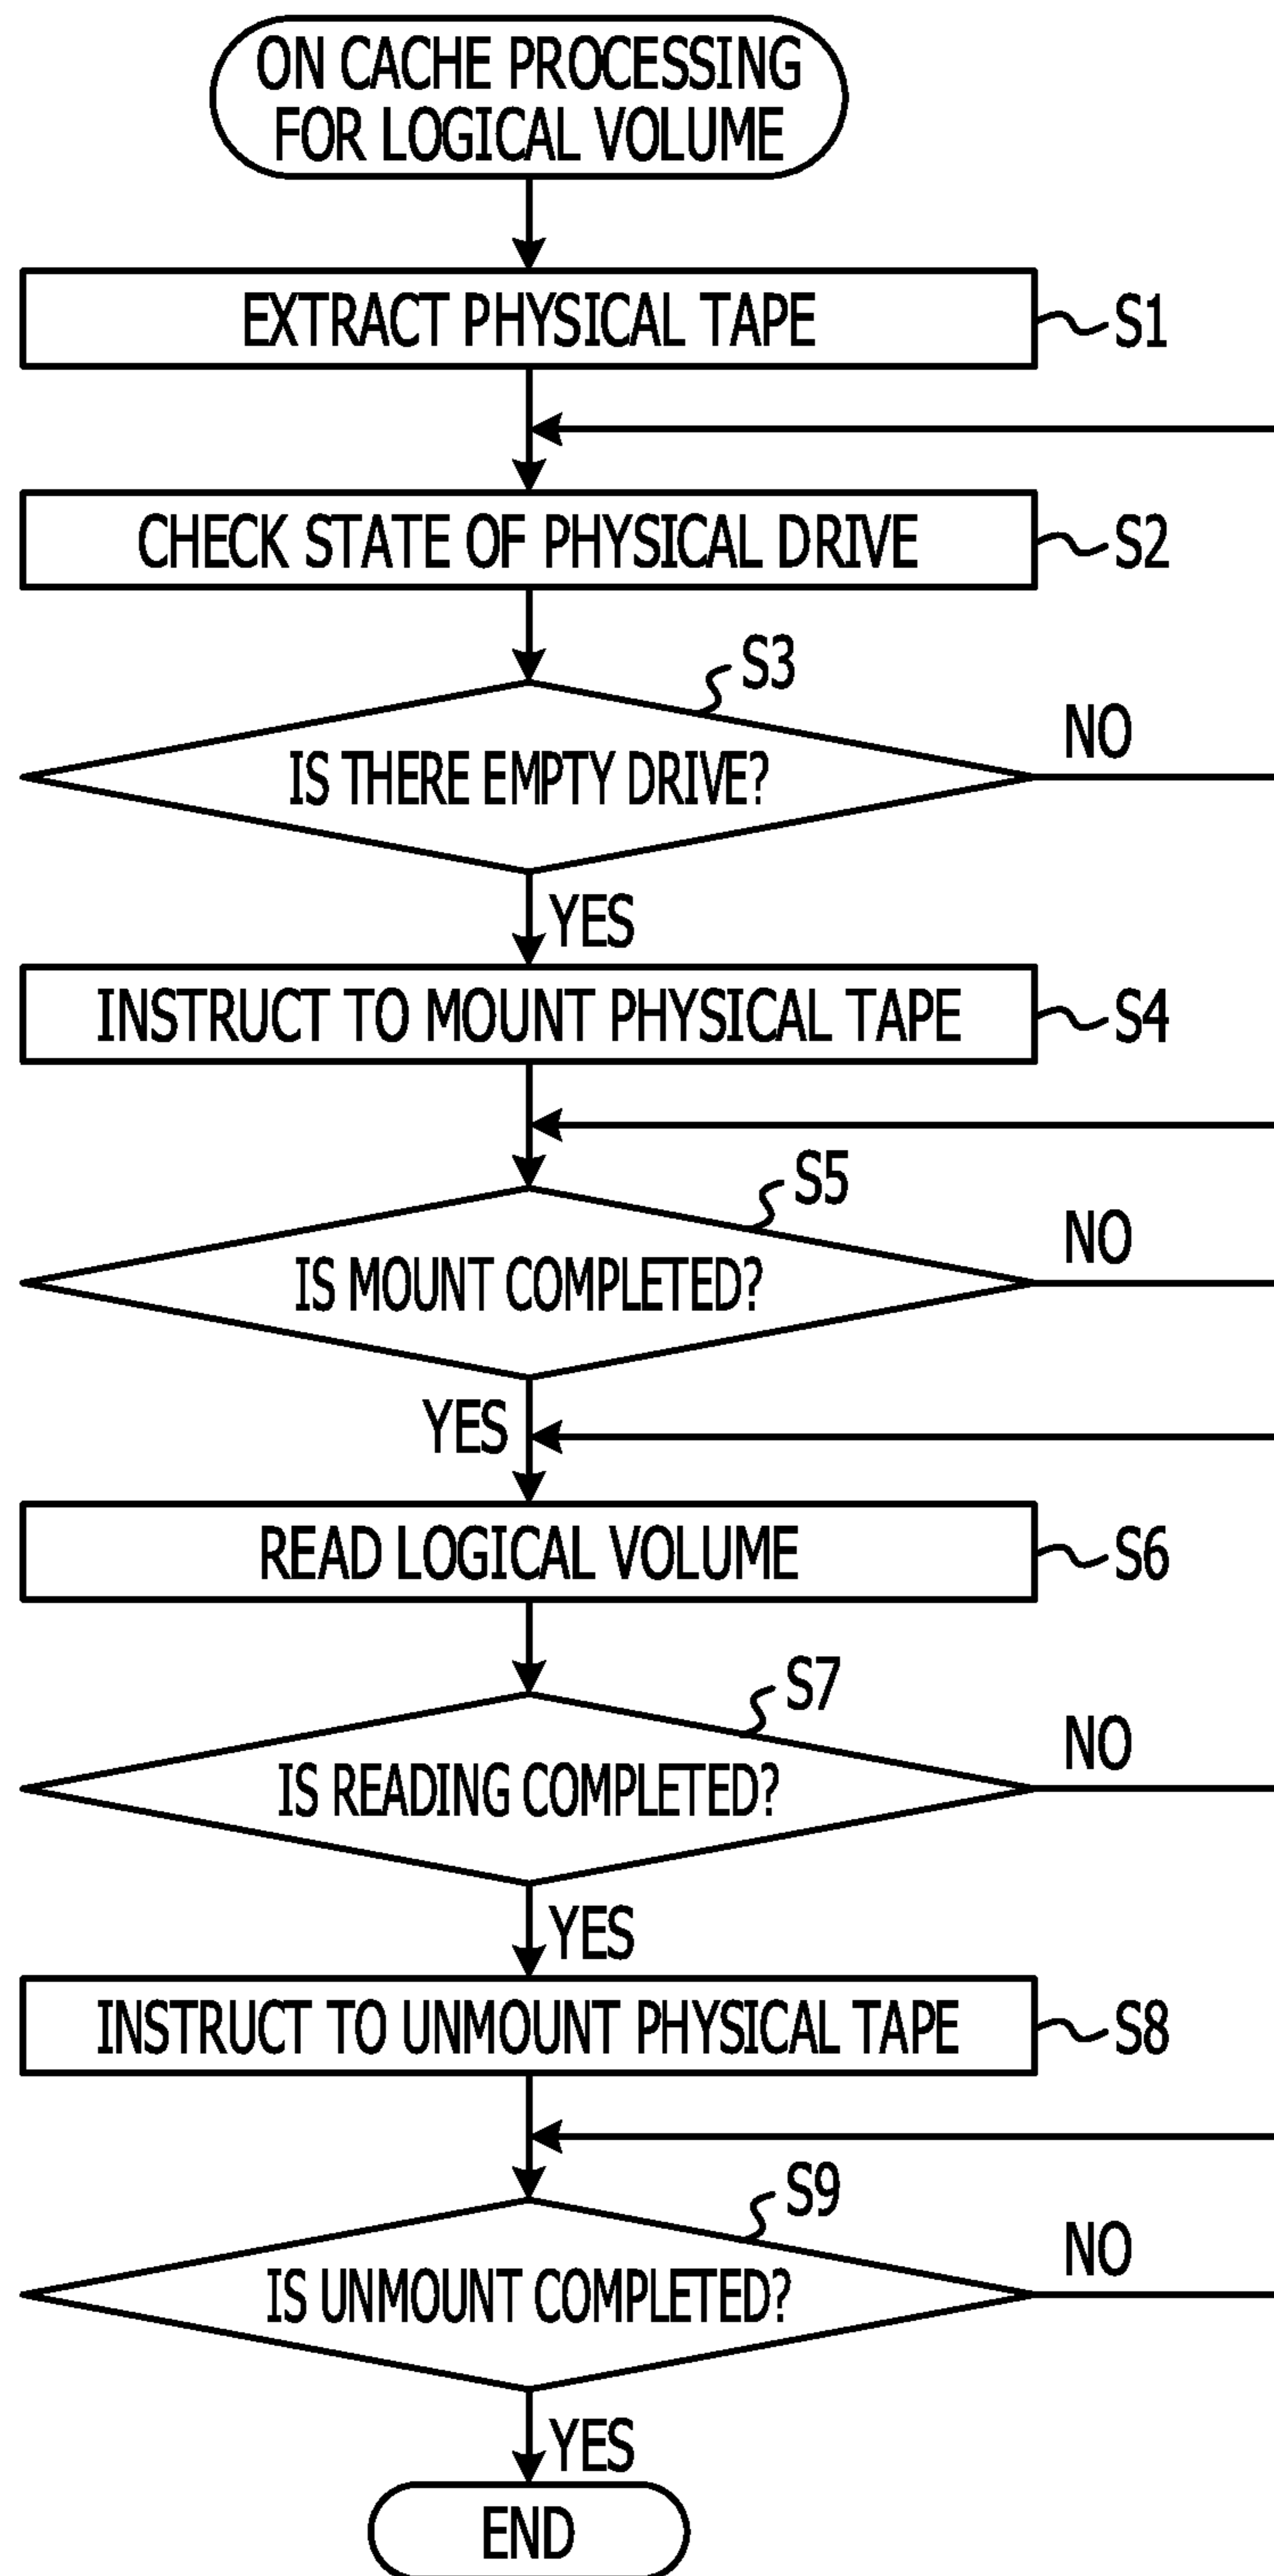 ON CACHE PROCESSING
FOR LOGICAL VOLUME
EXTRACT PHYSICAL TAPE
S1
CHECK STATE OF PHYSICAL DRIVE
S2
S3
IS THERE EMPTY DRIVE?
NO
YES
INSTRUCT TO MOUNT PHYSICAL TAPE
S4
S5
IS MOUNT COMPLETED?
NO
YES
READ LOGICAL VOLUME
S6
S7
IS READING COMPLETED?
NO
YES
INSTRUCT TO UNMOUNT PHYSICAL TAPE
S8
S9
IS UNMOUNT COMPLETED?
NO
YES
END